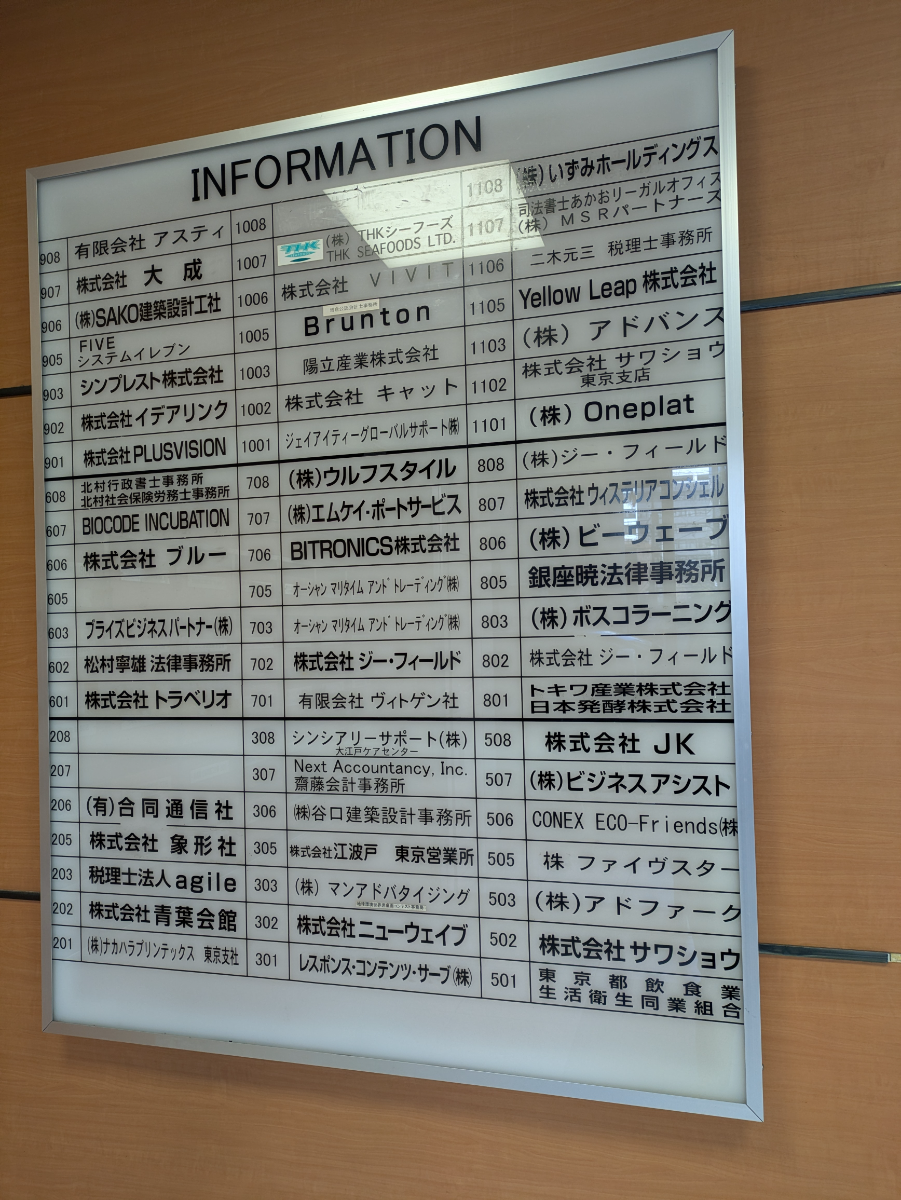 INFORMATION
908 有限会社 アスティ
907 株式会社 大成
906 (株)SAKO建築設計工社
905 FIVE
システムイレブン
903 シンプレスト株式会社
902 株式会社イデアリンク
901 株式会社PLUSVISION
1008
1007 THK (株) THKシーフーズ
THK SEAFOODS LTD.
1006 株式会社 VIVIT
1005 Brunton
1003 陽立産業株式会社
1002 株式会社 キャット
1001 ジェイアイティーグローバルサポート㈱
1108 (株)いずみホールディングス
1107 司法書士あかおリーガルオフィス
(株) MSRパートナーズ
1106 二木元三 税理士事務所
1105 Yellow Leap 株式会社
1103 (株) アドバンス
1102 株式会社 サワショウ
東京支店
1101 (株) Oneplat
608 北村行政書士事務所
北村社会保険労務士事務所
607 BIOCODE INCUBATION
606 株式会社 ブルー
605
603 プライズビジネスパートナー(株)
602 松村寧雄 法律事務所
601 株式会社 トラベリオ
708 (株)ウルフスタイル
707 (株)エムケイ・ポートサービス
706 BITRONICS株式会社
705 オーシャン マリタイム アンド トレーディング(株)
703 オーシャン マリタイム アンド トレーディング(株)
702 株式会社 ジー・フィールド
701 有限会社 ヴィトゲン社
808 (株)ジー・フィールド
807 株式会社 ウィステリアコンシェル
806 (株) ビーウェーブ
805 銀座暁法律事務所
803 (株) ボスコラーニング
802 株式会社 ジー・フィールド
801 トキワ産業株式会社
日本発酵株式会社
208
207
206 (有)合同通信社
205 株式会社 象形社
203 税理士法人agile
202 株式会社青葉会館
201 (株)ナカハラプリンテックス 東京支社
308 シンシアリーサポート(株)
大江戸ケアセンター
307 Next Accountancy, Inc.
齋藤会計事務所
306 ㈱谷口建築設計事務所
305 株式会社江波戸 東京営業所
303 (株) マンアドバタイジング
302 株式会社ニューウェイブ
301 レスポンス・コンテンツ・サーブ(株)
508 株式会社 JK
507 (株)ビジネスアシスト
506 CONEX ECO-Friends㈱
505 株 ファイヴスター
503 (株)アドファーク
502 株式会社サワショウ
501 東京都飲食業
生活衛生同業組合